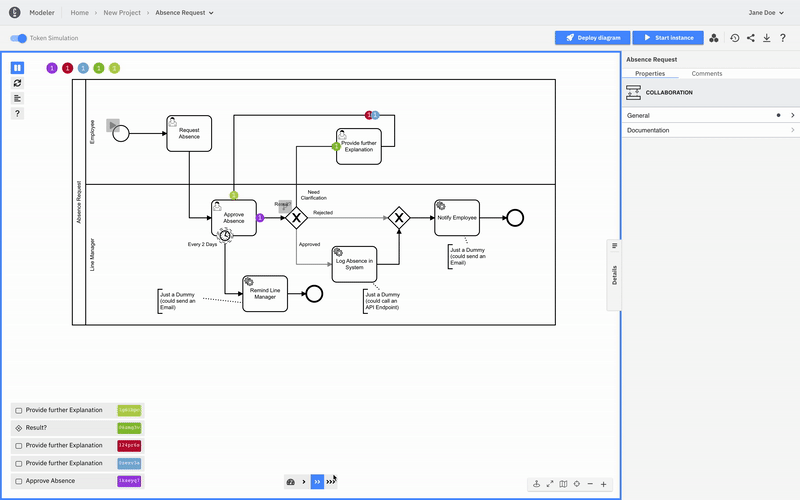 Modeler
Home
New Project
Absence Request
Jane Doe
Token Simulation
Deploy diagram
Start instance
Absence Request
Properties
Comments
COLLABORATION
General
Documentation
Details
1
1
1
1
Absence Request
Employee
Line Manager
Request
Absence
Provide further
Explanation
Need
Clarification
Approve
Absence
1
Rejected
Approved
Every 2 Days
Notify Employee
Log Absence in
System
Just a Dummy
(could send an
Email)
Remind Line
Manager
Just a Dummy
(could send an
Email)
Just a Dummy
(could call an
API Endpoint)
Provide further Explanation
Result?
Provide further Explanation
Provide further Explanation
Approve Absence